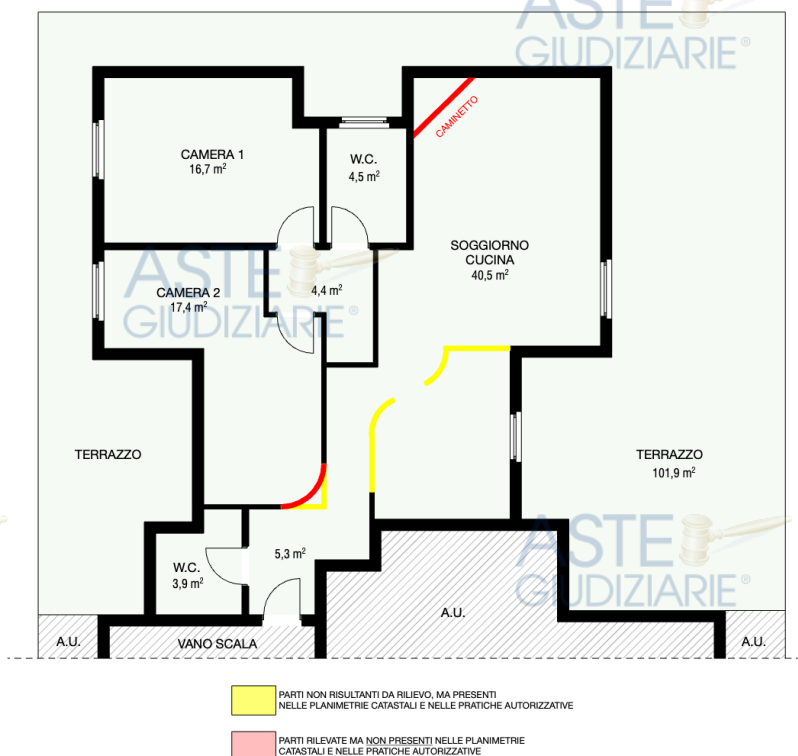 ASTE
GIUDIZIARIE®
CAMINETTO
CAMERA 1
16,7 m²
W.C.
4,5 m²
SOGGIORNO
CUCINA
40,5 m²
ASTE
GIUDIZIARIE®
CAMERA 2
17,4 m²
4,4 m²
TERRAZZO
TERRAZZO
101,9 m²
ASTE
GIUDIZIARIE®
W.C.
3,9 m²
5,3 m²
A.U.
A.U.
VANO SCALA
A.U.
PARTI NON RISULTANTI DA RILIEVO, MA PRESENTI
NELLE PLANIMETRIE CATASTALI E NELLE PRATICHE AUTORIZZATIVE
PARTI RILEVATE MA NON PRESENTI NELLE PLANIMETRIE
CATASTALI E NELLE PRATICHE AUTORIZZATIVE